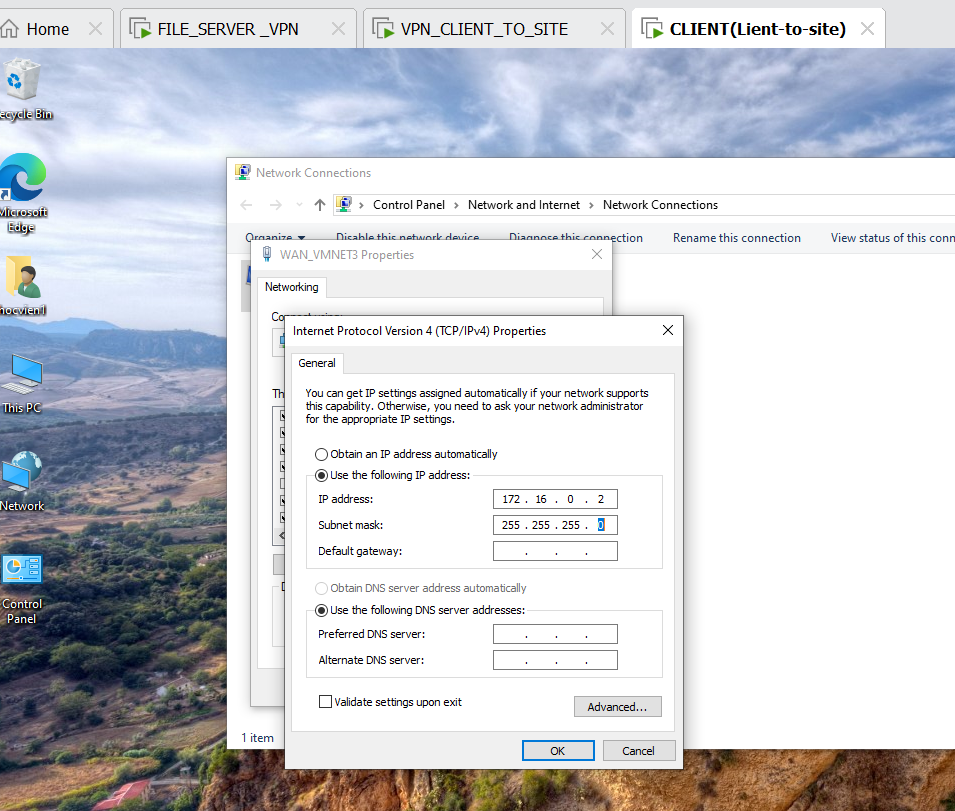 Home
FILE_SERVER _VPN
VPN_CLIENT_TO_SITE
CLIENT(Lient-to-site)
ecycle Bin
Microsoft
Edge
hocvien1
This PC
Network
Control
Panel
Network Connections
Control Panel > Network and Internet > Network Connections
Organize
Disable this network device
Diagnose this connection
Rename this connection
View status of this conn
WAN_VMNET3 Properties
Networking
Internet Protocol Version 4 (TCP/IPv4) Properties
General
You can get IP settings assigned automatically if your network supports
this capability. Otherwise, you need to ask your network administrator
for the appropriate IP settings.
Obtain an IP address automatically
Use the following IP address:
IP address: 172 . 16 . 0 . 2
Subnet mask: 255 . 255 . 255 . 0
Default gateway: . . .
Obtain DNS server address automatically
Use the following DNS server addresses:
Preferred DNS server: . . .
Alternate DNS server: . . .
Validate settings upon exit
Advanced...
1 item
OK
Cancel